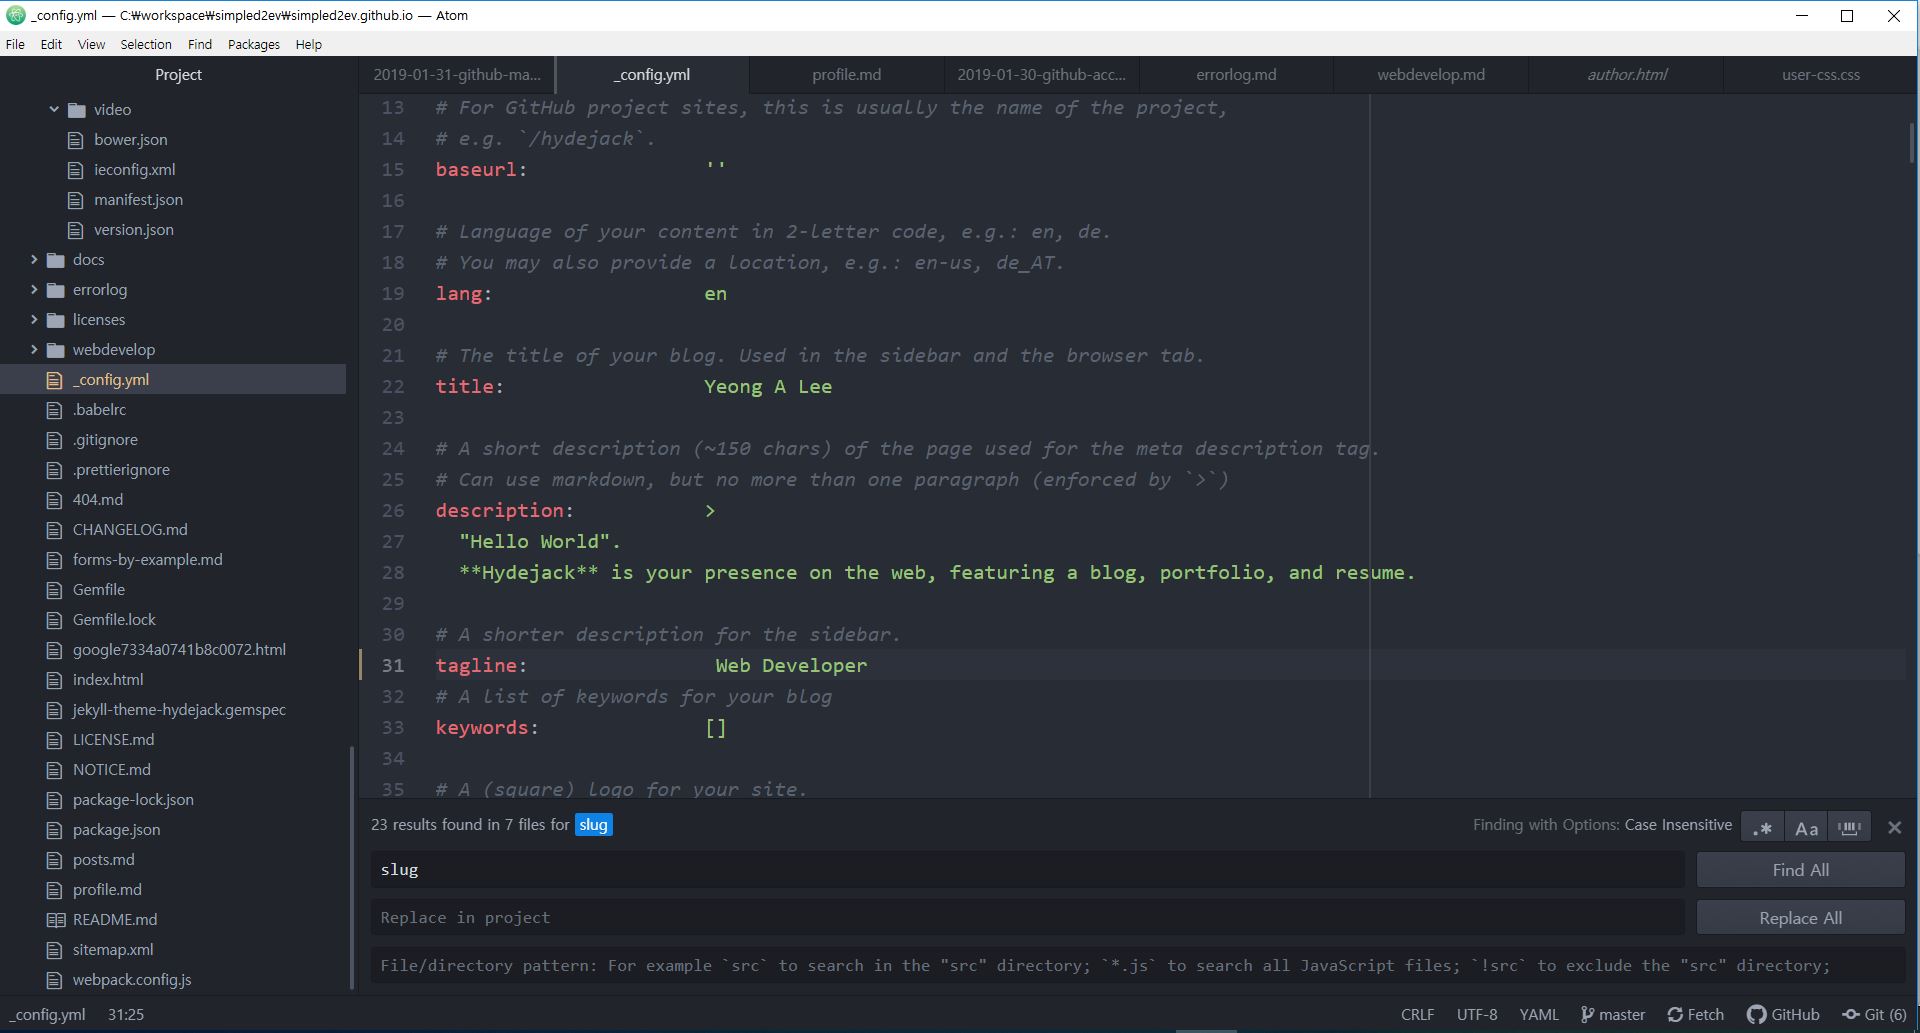 _config.yml — C:₩workspace₩simpled2ev₩simpled2ev.github.io — Atom
File Edit View Selection Find Packages Help
Project
video
bower.json
ieconfig.xml
manifest.json
version.json
docs
errorlog
licenses
webdevelop
_config.yml
.babelrc
.gitignore
.prettierignore
404.md
CHANGELOG.md
forms-by-example.md
Gemfile
Gemfile.lock
google7334a0741b8c0072.html
index.html
jekyll-theme-hydejack.gemspec
LICENSE.md
NOTICE.md
package-lock.json
package.json
posts.md
profile.md
README.md
sitemap.xml
webpack.config.js
2019-01-31-github-ma... _config.yml profile.md 2019-01-30-github-acc... errorlog.md webdevelop.md author.html user-css.css
13 # For GitHub project sites, this is usually the name of the project,
14 # e.g. `/hydejack`.
15 baseurl: ''
16
17 # Language of your content in 2-letter code, e.g.: en, de.
18 # You may also provide a location, e.g.: en-us, de_AT.
19 lang: en
20
21 # The title of your blog. Used in the sidebar and the browser tab.
22 title: Yeong A Lee
23
24 # A short description (~150 chars) of the page used for the meta description tag.
25 # Can use markdown, but no more than one paragraph (enforced by `>`)
26 description: >
27 "Hello World".
28 **Hydejack** is your presence on the web, featuring a blog, portfolio, and resume.
29
30 # A shorter description for the sidebar.
31 tagline: Web Developer
32 # A list of keywords for your blog
33 keywords: []
34
35 # A (square) logo for your site.
23 results found in 7 files for slug
Finding with Options: Case Insensitive .* Aa
slug
Find All
Replace in project
Replace All
File/directory pattern: For example `src` to search in the "src" directory; `*.js` to search all JavaScript files; `!src` to exclude the "src" directory;
_config.yml 31:25 CRLF UTF-8 YAML master Fetch GitHub Git (6)